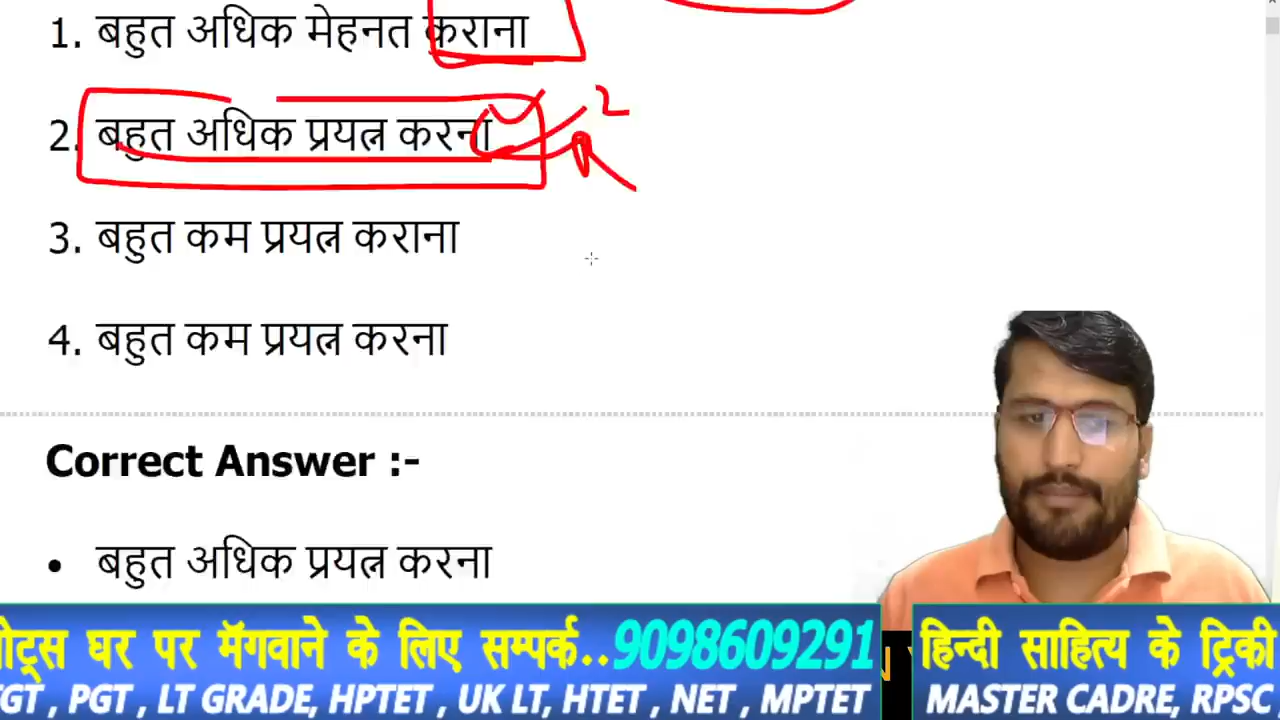 1. बहुत अधिक मेहनत कराना
2. बहुत अधिक प्रयत्न करना
2
3. बहुत कम प्रयत्न कराना
4. बहुत कम प्रयत्न करना
Correct Answer :-
• बहुत अधिक प्रयत्न करना
नोट्स घर पर मॅगवाने के लिए सम्पर्क..9098609291
हिन्दी साहित्य के ट्रिकी
TGT , PGT , LT GRADE, HPTET , UK LT, HTET , NET , MPTET
MASTER CADRE, RPSC